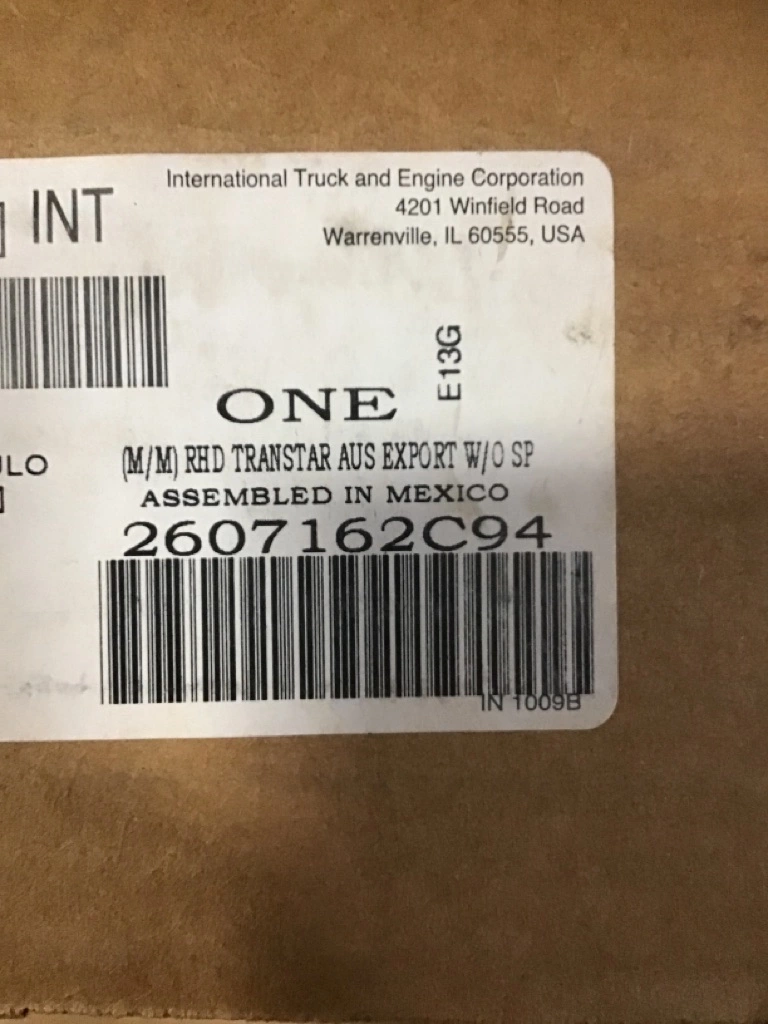 INT
International Truck and Engine Corporation
4201 Winfield Road
Warrenville, IL 60555, USA
E13G
ONE
(M/M) RHD TRANSTAR AUS EXPORT W/O SP
LO
ASSEMBLED IN MEXICO
2607162C94
IN 1009B